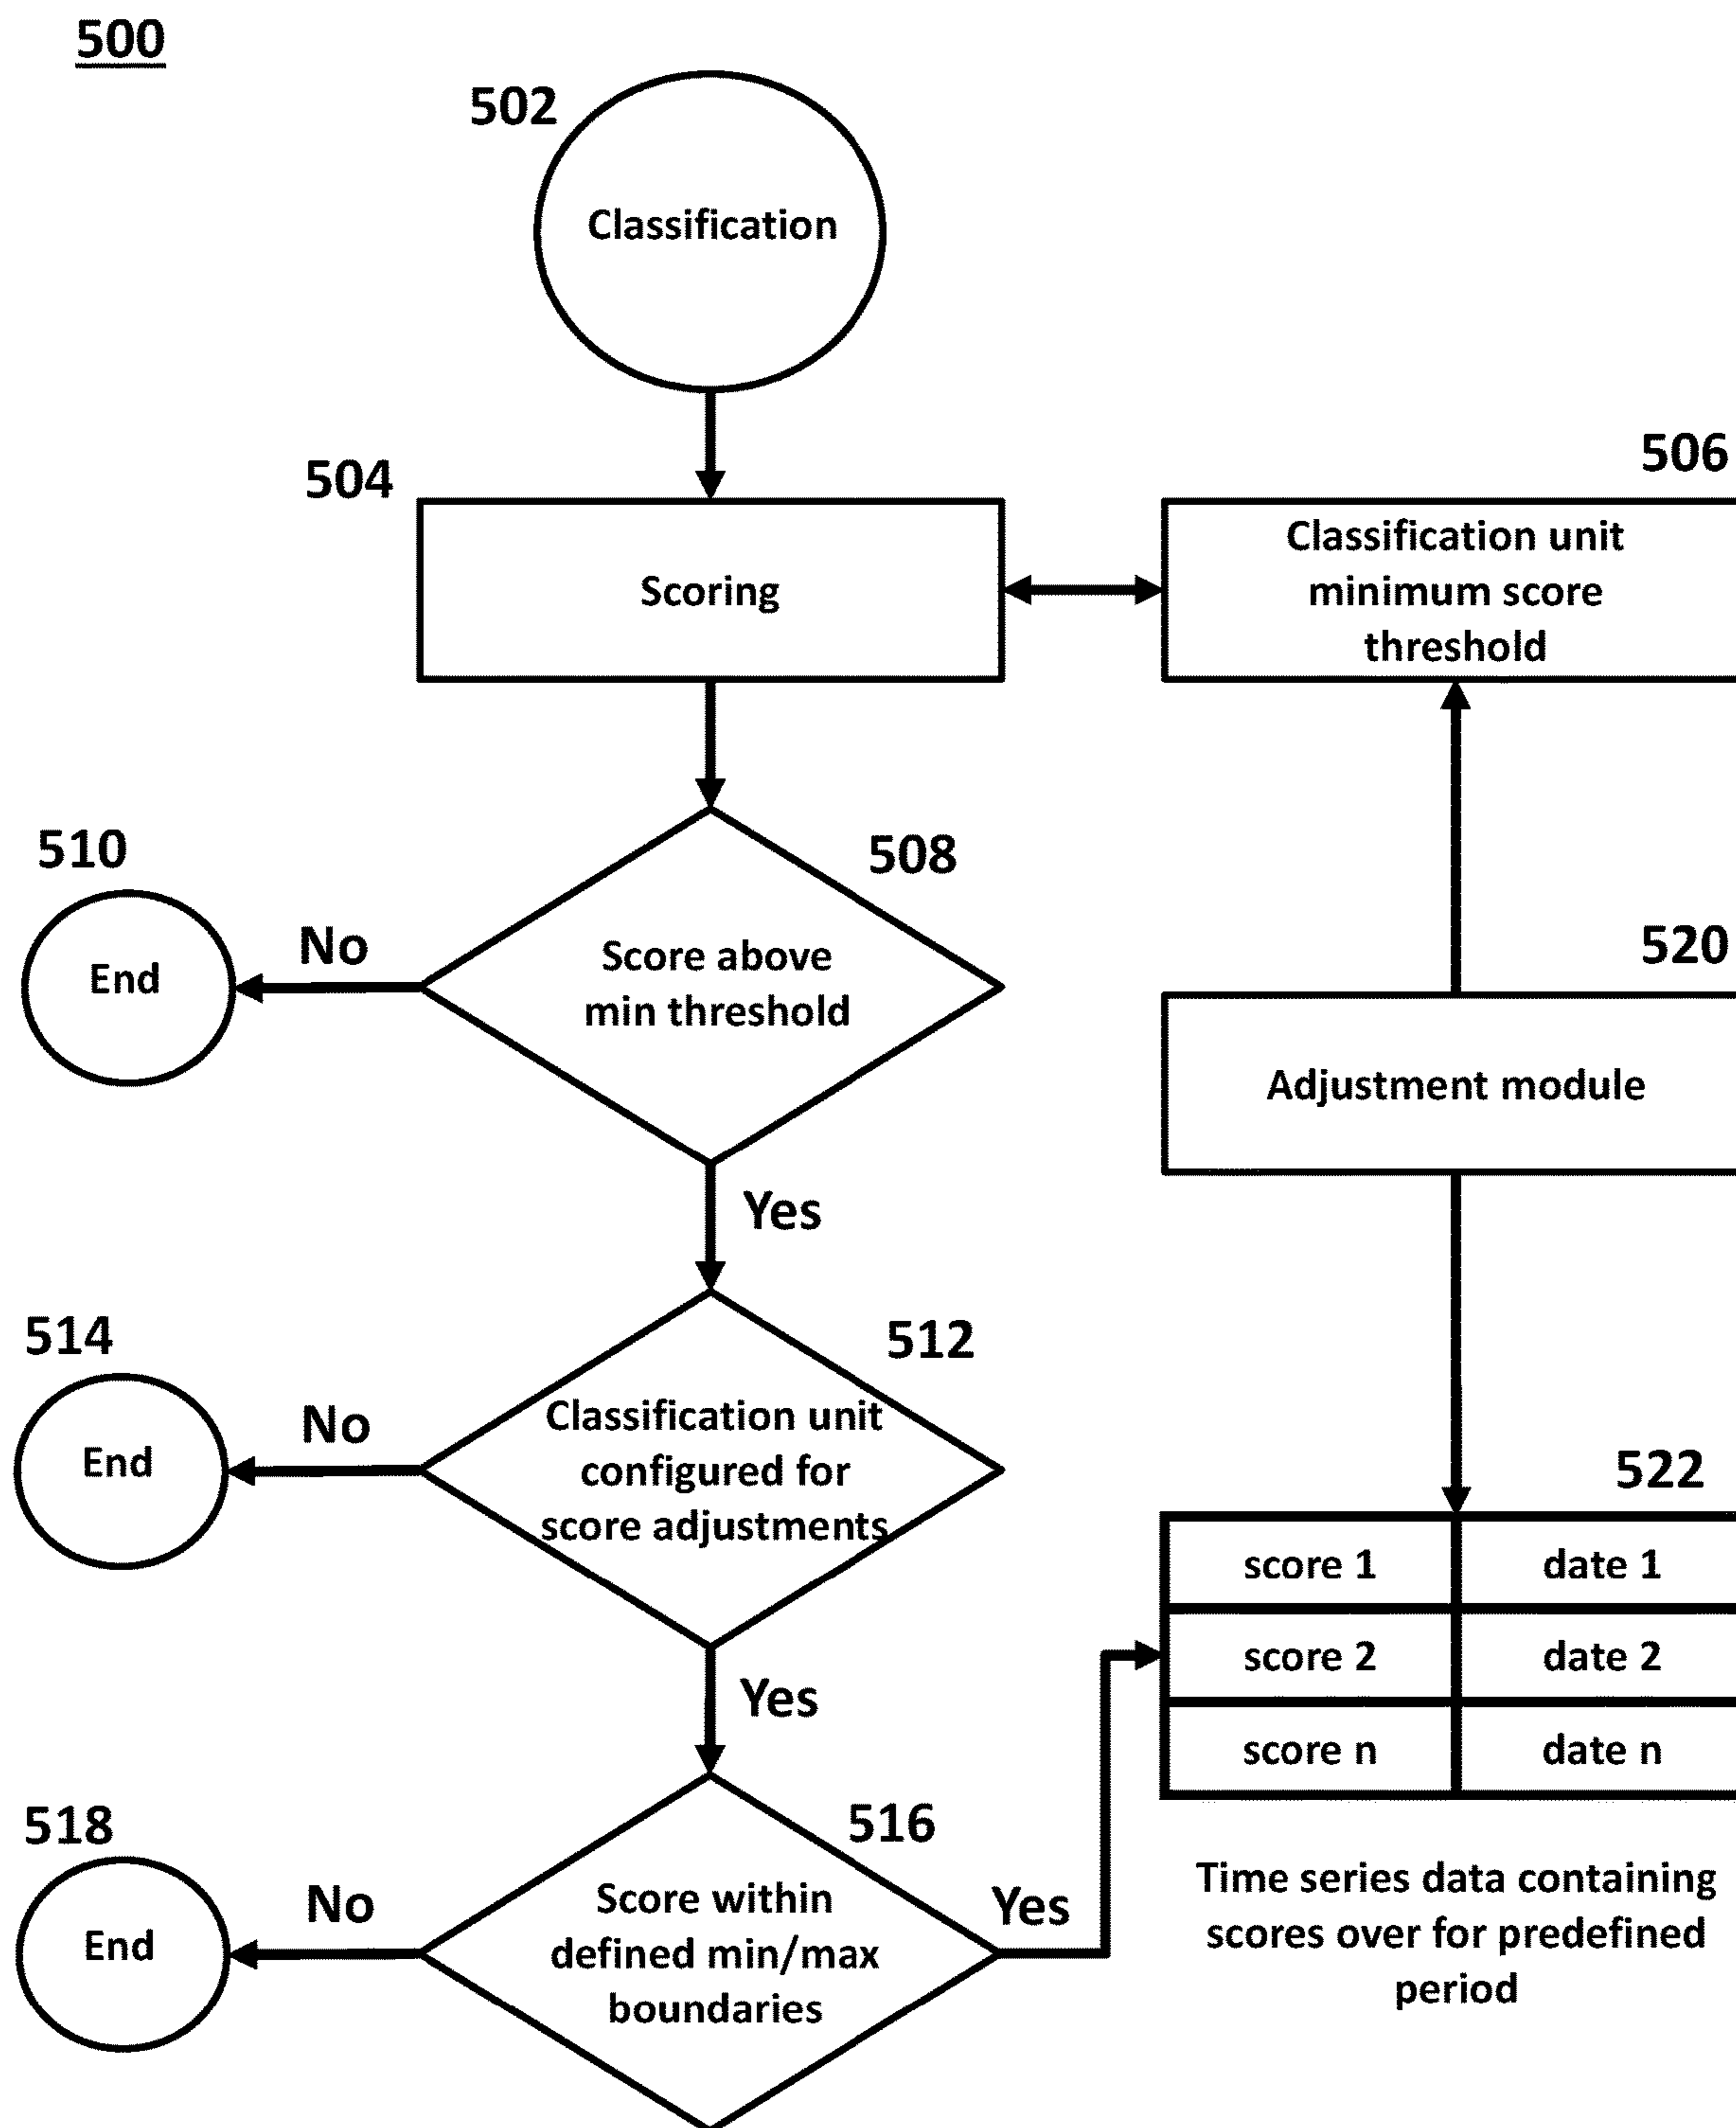 500
502
Classification
504
Scoring
506
Classification unit
minimum score
threshold
508
Score above
min threshold
510
No
End
520
Adjustment module
Yes
512
Classification unit
configured for
score adjustments
514
No
End
522
score 1 date 1
score 2 date 2
score n date n
Time series data containing
scores over for predefined
period
Yes
516
Score within
defined min/max
boundaries
Yes
518
No
End